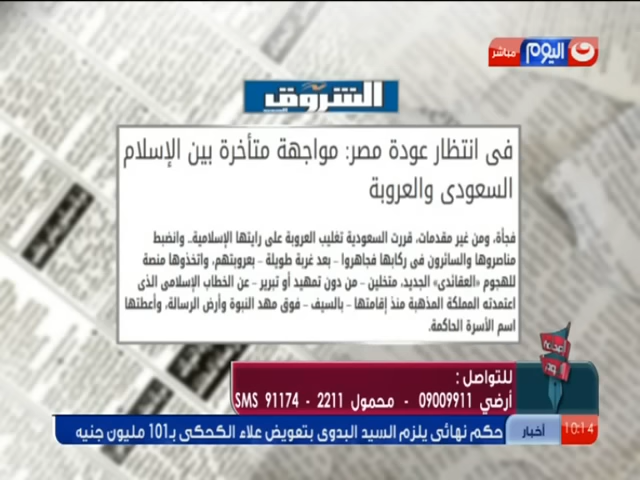 اليوم
مباشر
الشروق
فى انتظار عودة مصر: مواجهة متأخرة بين الإسلام
السعودى والعروبة
فجأة، ومن غير مقدمات، قررت السعودية تغليب العروبة على رايتها الإسلامية.. وانضبط
مناصروها والسائرون فى ركابها فجاهروا – بعد غربة طويلة – بعروبتهم، واتخذوها منصة
للهجوم «العقائدى» الجديد، متخلين – من دون تمهيد أو تبرير – عن الخطاب الإسلامى الذى
اعتمدته المملكة المذهبة منذ إقامتها – بالسيف – فوق مهد النبوة وأرض الرسالة، وأعطتها
اسم الأسرة الحاكمة.
للتواصل :
أرضي 09009911 - محمول 2211 - SMS 91174
10:14 أخبار حكم نهائى يلزم السيد البدوى بتعويض علاء الكحكى بـ101 مليون جنيه